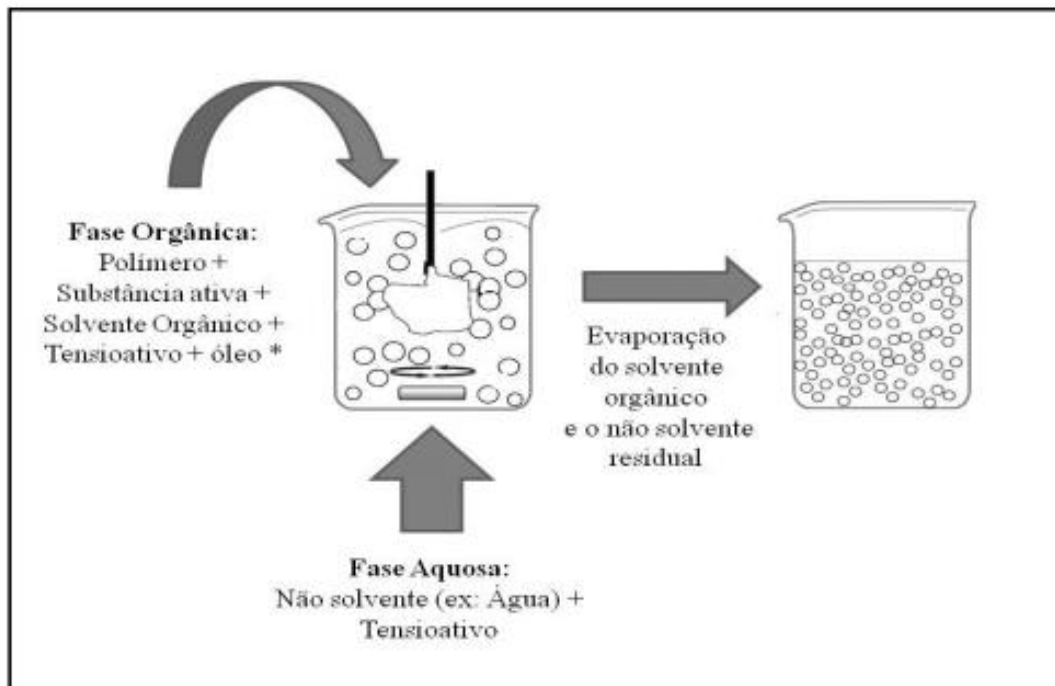 Fase Orgânica:
Polímero +
Substância ativa +
Solvente Orgânico +
Tensioativo + óleo *
Evaporação
do solvente
orgânico
e o não solvente
residual
Fase Aquosa:
Não solvente (ex: Água) +
Tensioativo